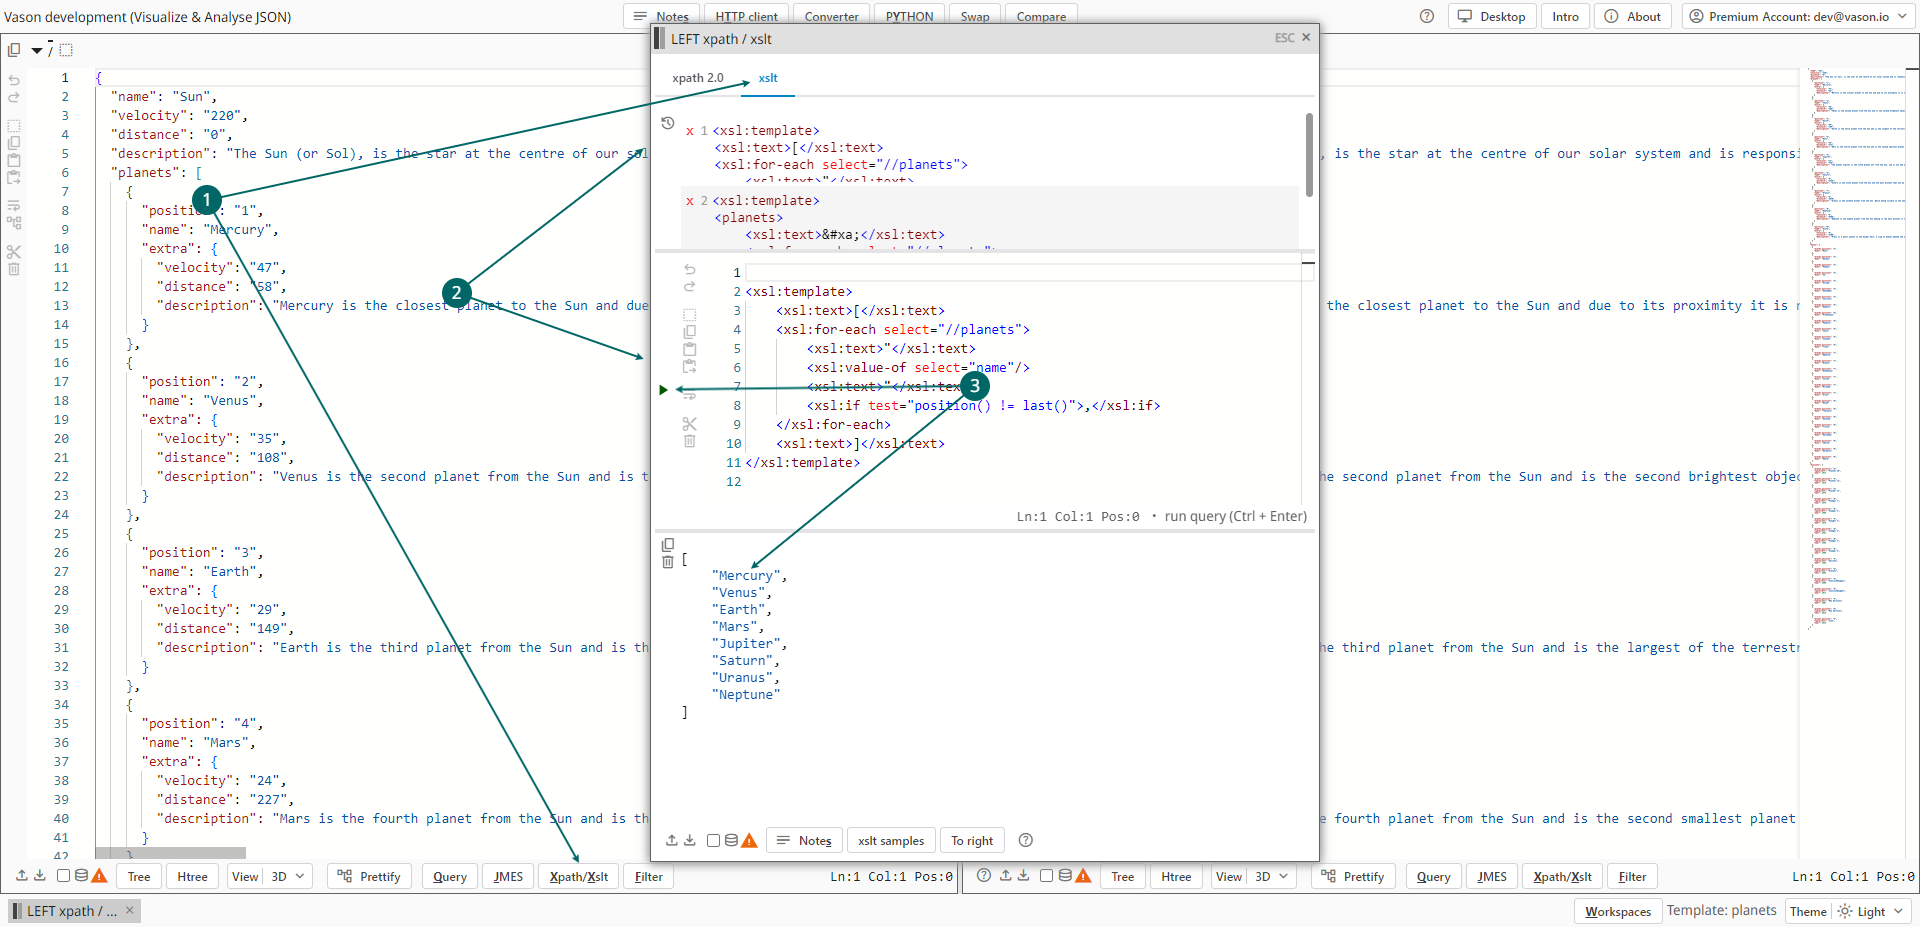 Vason development (Visualize & Analyse JSON)
Notes
HTTP client
Converter
PYTHON
Swap
Compare
Desktop
Intro
About
Premium Account: dev@vason.io
/
1 {
2 "name": "Sun",
3 "velocity": "220",
4 "distance": "0",
5 "description": "The Sun (or Sol), is the star at the centre of our sol
6 "planets": [
7 {
8 "position": "1",
9 "name": "Mercury",
10 "extra": {
11 "velocity": "47",
12 "distance": "58",
13 "description": "Mercury is the closest planet to the Sun and due
14 }
15 },
16 {
17 "position": "2",
18 "name": "Venus",
19 "extra": {
20 "velocity": "35",
21 "distance": "108",
22 "description": "Venus is the second planet from the Sun and is t
23 }
24 },
25 {
26 "position": "3",
27 "name": "Earth",
28 "extra": {
29 "velocity": "29",
30 "distance": "149",
31 "description": "Earth is the third planet from the Sun and is th
32 }
33 },
34 {
35 "position": "4",
36 "name": "Mars",
37 "extra": {
38 "velocity": "24",
39 "distance": "227",
40 "description": "Mars is the fourth planet from the Sun and is th
41 }
42 }
1
2
3
LEFT xpath / xslt
ESC ×
xpath 2.0
xslt
x 1 <xsl:template>
<xsl:text>[</xsl:text>
<xsl:for-each select="//planets">
<xsl:text>"</xsl:text>
x 2 <xsl:template>
<planets>
<xsl:text>&#xa;</xsl:text>
1
2 <xsl:template>
3 <xsl:text>[</xsl:text>
4 <xsl:for-each select="//planets">
5 <xsl:text>"</xsl:text>
6 <xsl:value-of select="name"/>
7 <xsl:text>"</xsl:text>
8 <xsl:if test="position() != last()">,</xsl:if>
9 </xsl:for-each>
10 <xsl:text>]</xsl:text>
11 </xsl:template>
12
Ln:1 Col:1 Pos:0 • run query (Ctrl + Enter)
[
"Mercury",
"Venus",
"Earth",
"Mars",
"Jupiter",
"Saturn",
"Uranus",
"Neptune"
]
Notes
xslt samples
To right
, is the star at the centre of our solar system and is responsi
the closest planet to the Sun and due to its proximity it is
he second planet from the Sun and is the second brightest objec
he third planet from the Sun and is the largest of the terrestr
e fourth planet from the Sun and is the second smallest planet
Tree
Htree
View 3D
Prettify
Query
JMES
Xpath/Xslt
Filter
Ln:1 Col:1 Pos:0
Tree
Htree
View 3D
Prettify
Query
JMES
Xpath/Xslt
Filter
Ln:1 Col:1 Pos:0
LEFT xpath / ... ×
Workspaces
Template: planets
Theme
Light